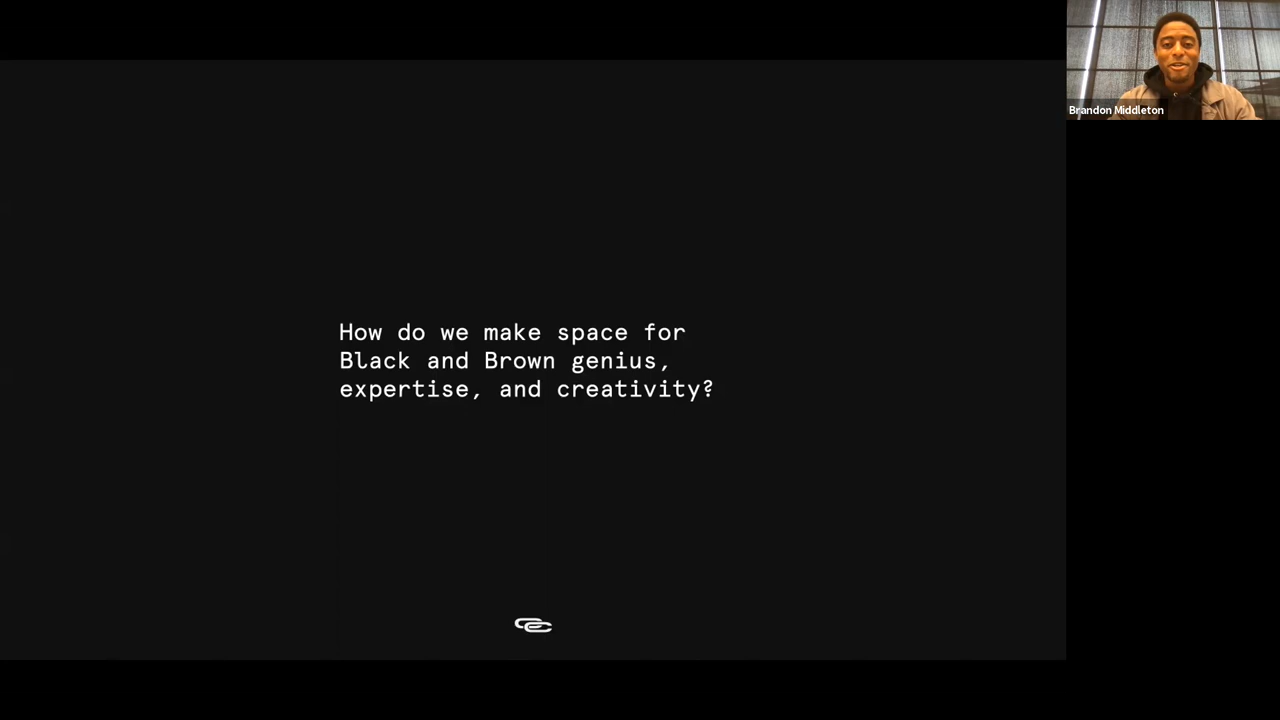 How do we make space for
Black and Brown genius,
expertise, and creativity?
Brandon Middleton